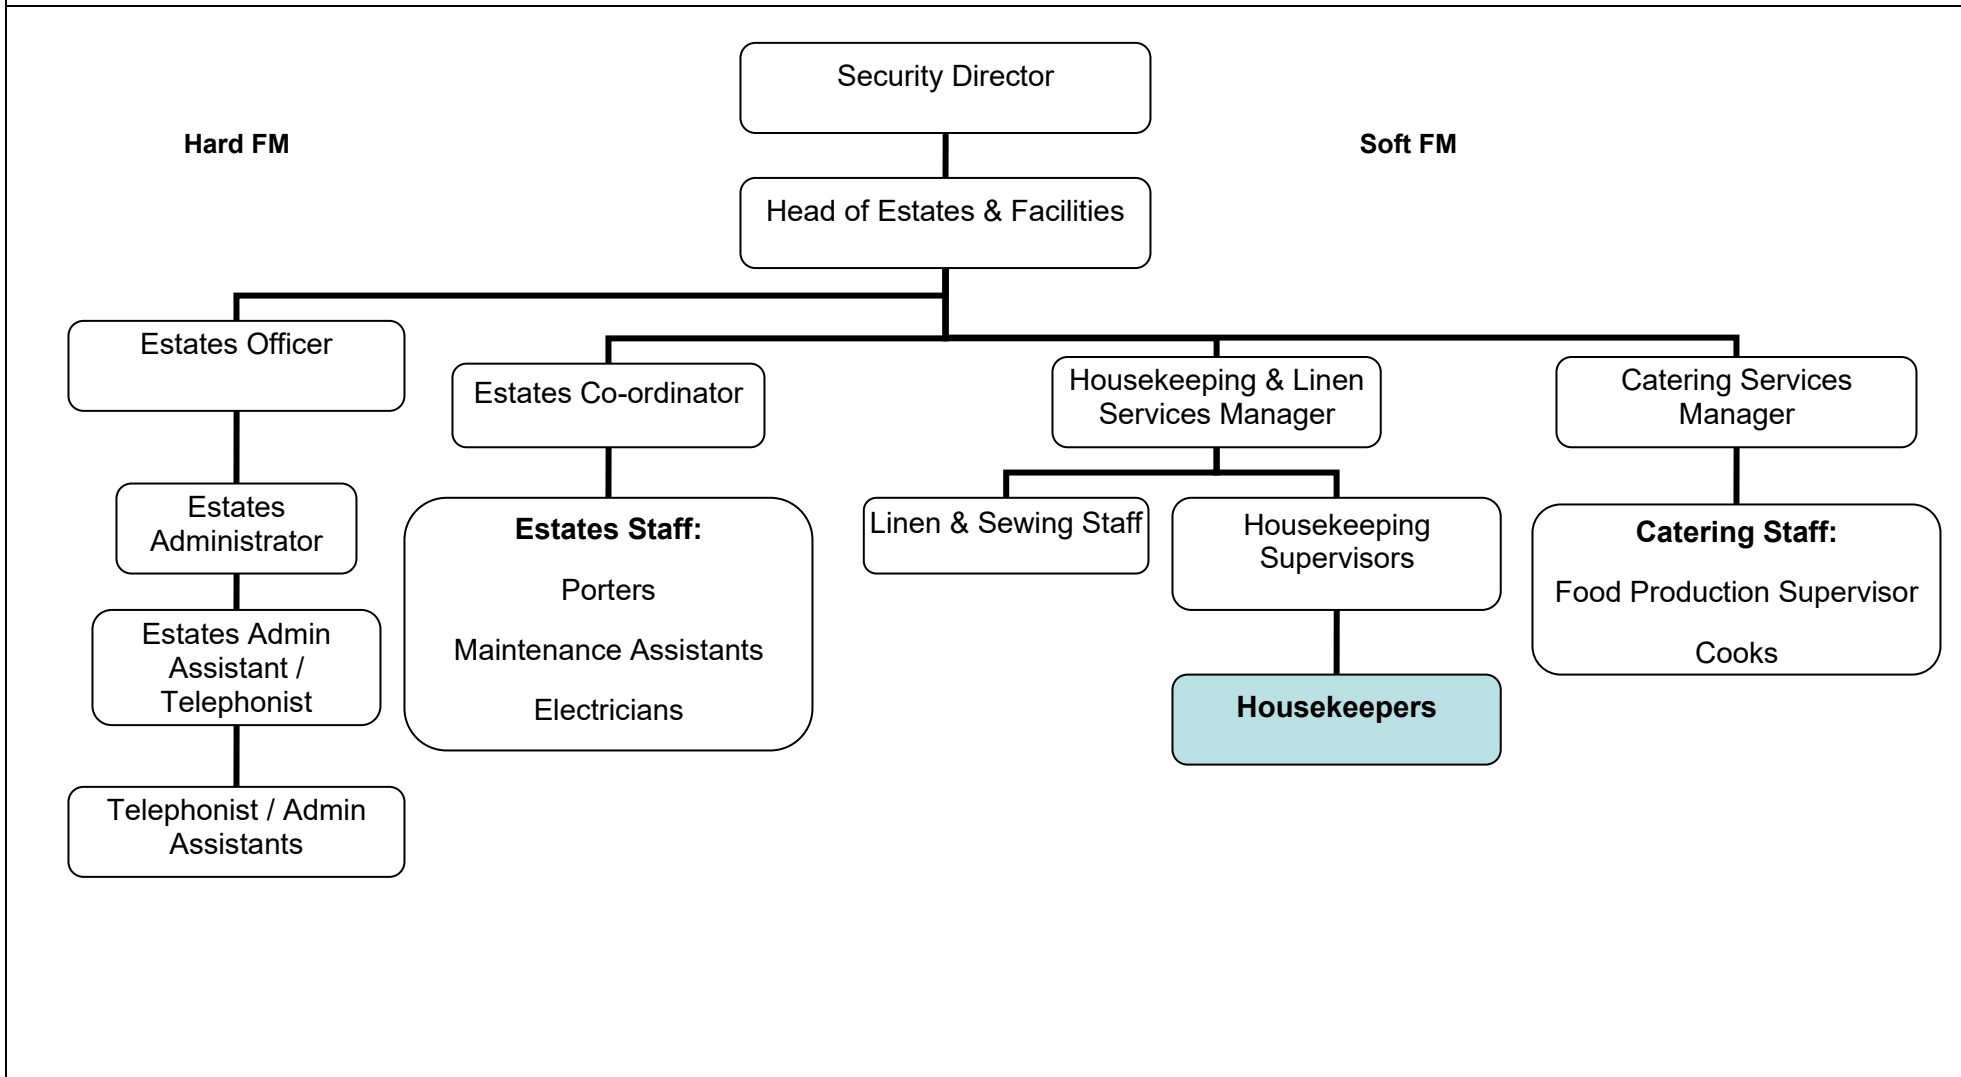 Security Director
Hard FM
Soft FM
Head of Estates & Facilities
Estates Officer
Estates Co-ordinator
Housekeeping & Linen
Services Manager
Catering Services
Manager
Estates
Administrator
Estates Staff:
Porters
Maintenance Assistants
Electricians
Linen & Sewing Staff
Housekeeping
Supervisors
Catering Staff:
Food Production Supervisor
Cooks
Estates Admin
Assistant /
Telephonist
Housekeepers
Telephonist / Admin
Assistants